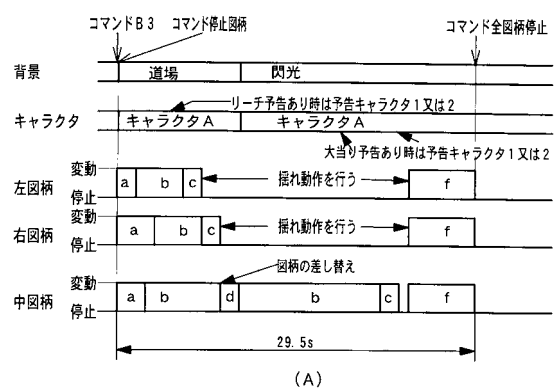 コマンドB3 コマンド停止図柄 コマンド全図柄停止
背景 道場 閃光
リーチ予告あり時は予告キャラクタ1又は2
キャラクタ キャラクタA キャラクタA
大当り予告あり時は予告キャラクタ1又は2
変動
左図柄 a b c 揺れ動作を行う f
停止
変動
右図柄 a b c 揺れ動作を行う f
停止
図柄の差し替え
変動
中図柄 a b d b c f
停止
29.5s
(A)